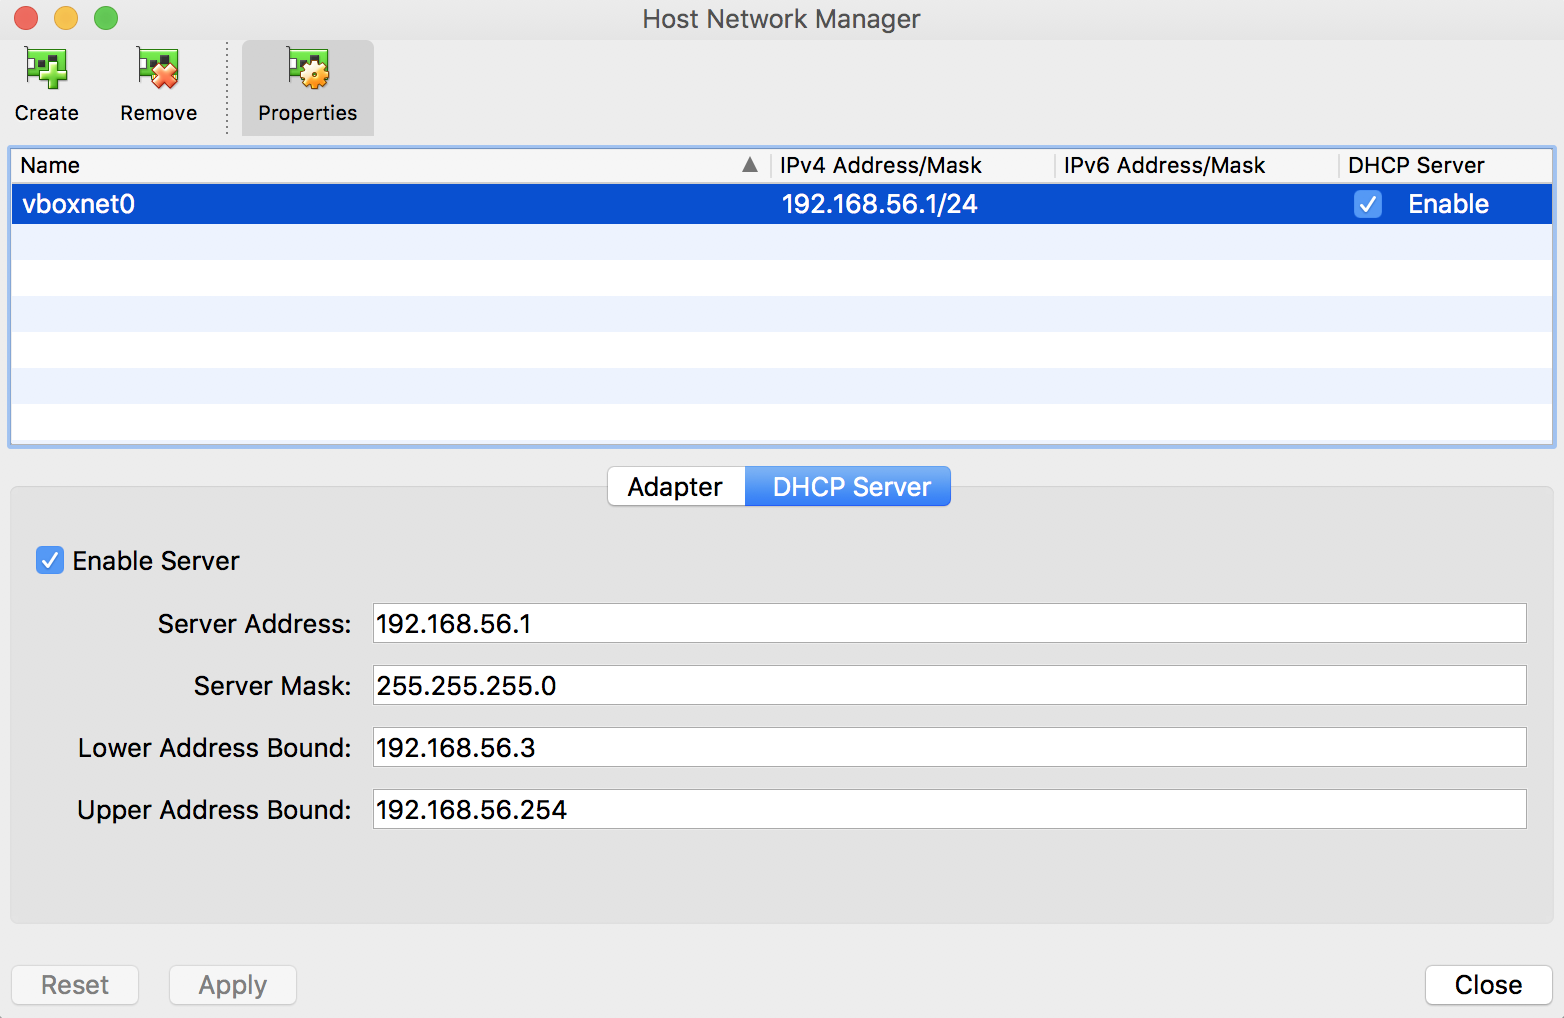 Host Network Manager
Create Remove Properties
Name IPv4 Address/Mask IPv6 Address/Mask DHCP Server
vboxnet0 192.168.56.1/24 Enable
Adapter DHCP Server
Enable Server
Server Address: 192.168.56.1
Server Mask: 255.255.255.0
Lower Address Bound: 192.168.56.3
Upper Address Bound: 192.168.56.254
Reset Apply Close